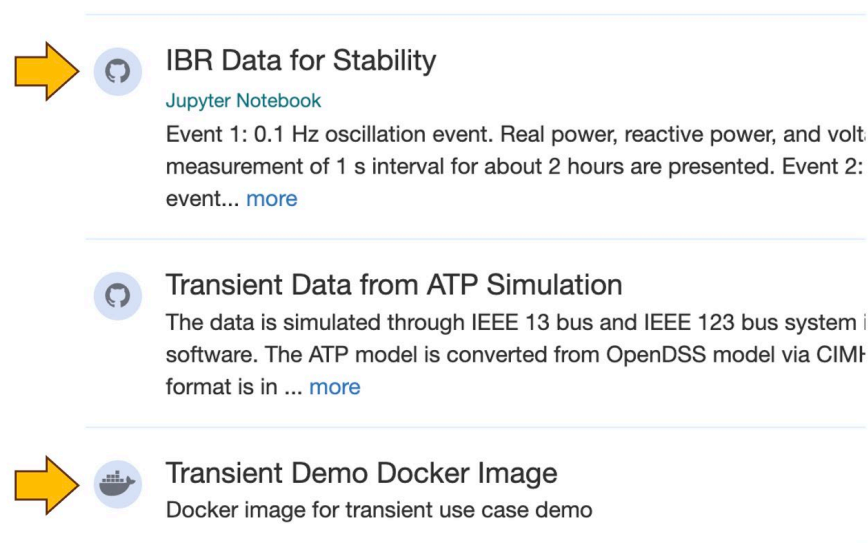 IBR Data for Stability
Jupyter Notebook
Event 1: 0.1 Hz oscillation event. Real power, reactive power, and
measurement of 1 s interval for about 2 hours are presented. Event 2:
event... more
Transient Data from ATP Simulation
The data is simulated through IEEE 13 bus and IEEE 123 bus system
software. The ATP model is converted from OpenDSS model via
format is in ... more
Transient Demo Docker Image
Docker image for transient use case demo